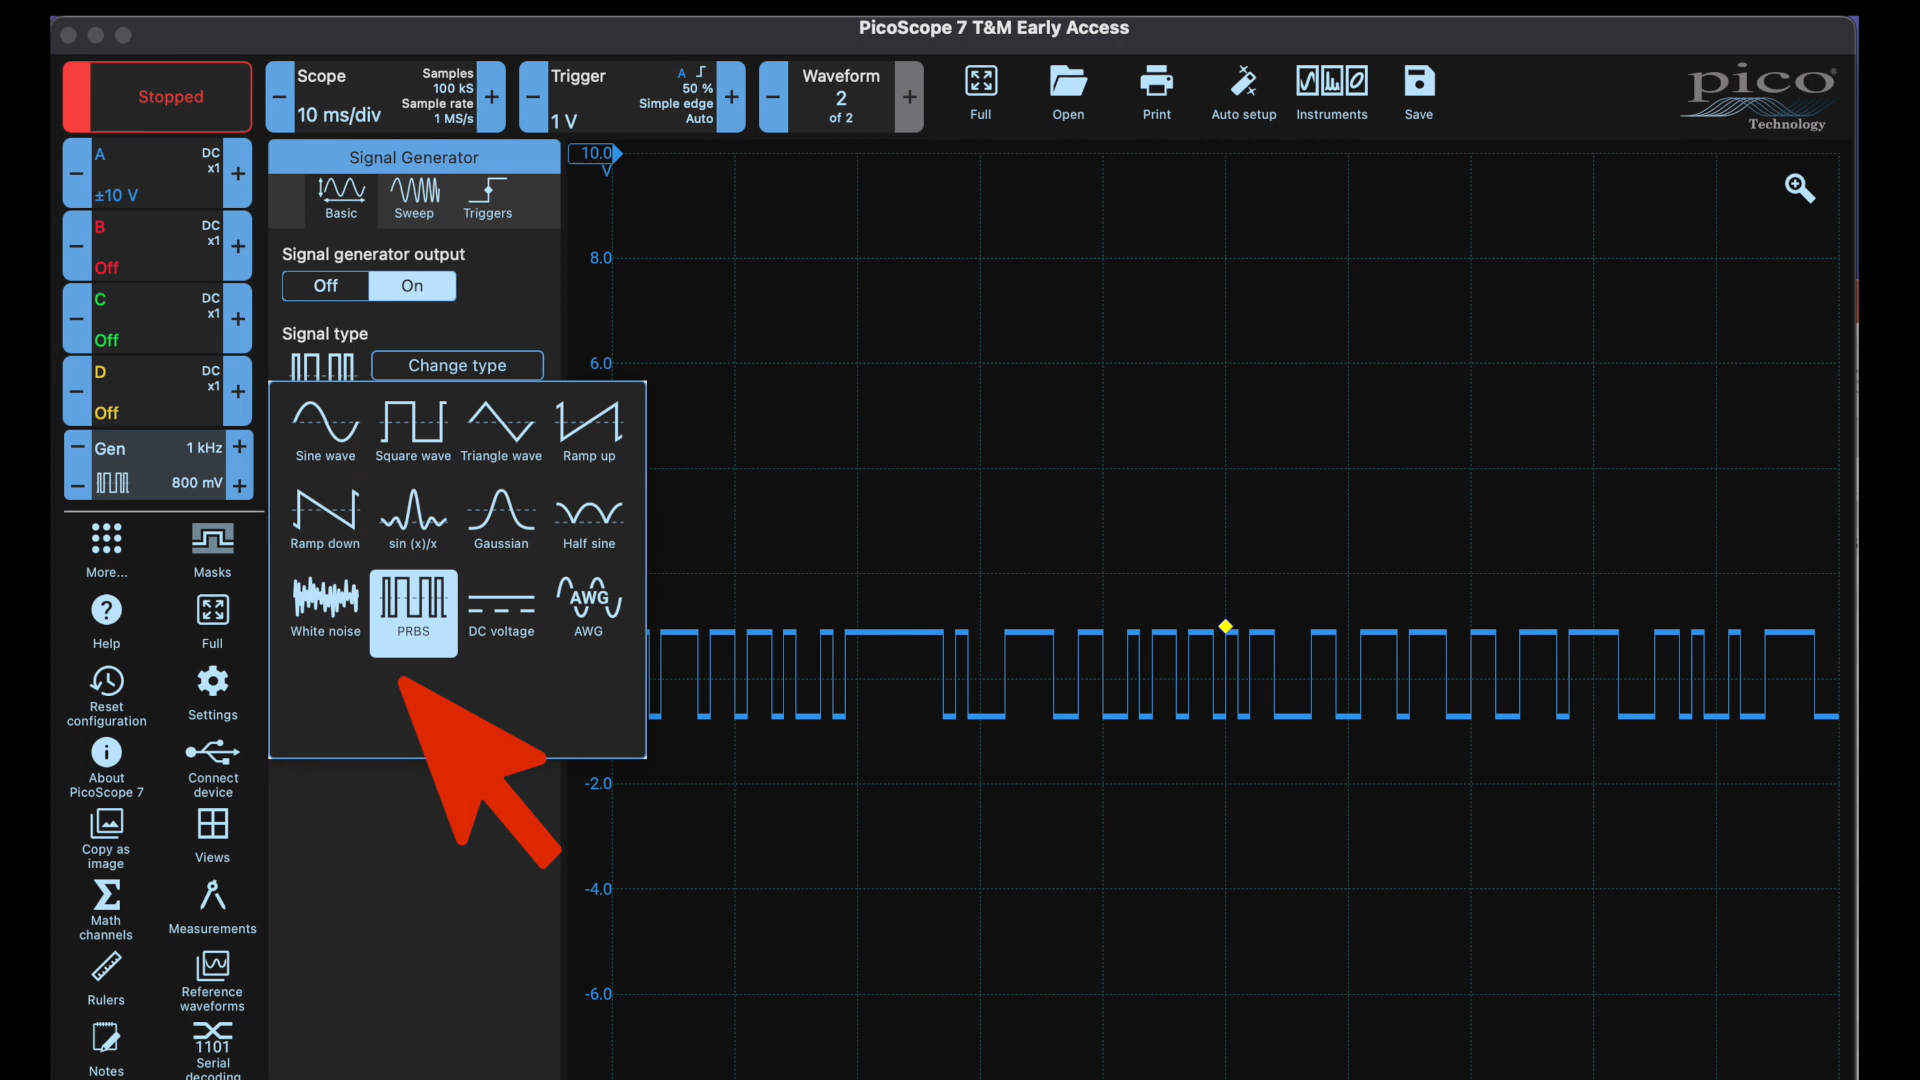 PicoScope 7 T&M Early Access
Stopped
Scope
10 ms/div
Samples
100 kS
Sample rate
1 MS/s
Trigger
1 V
A
50 %
Simple edge
Auto
Waveform
2
of 2
Full
Open
Print
Auto setup
Instruments
Save
pico
Technology
A
DC
x1
±10 V
B
DC
x1
Off
C
DC
x1
Off
D
DC
x1
Off
Gen
1 kHz
800 mV
More...
Masks
Help
Full
Reset
configuration
Settings
About
PicoScope 7
Connect
device
Copy as
image
Views
Math
channels
Measurements
Rulers
Reference
waveforms
Notes
1101
Serial
decoding
Signal Generator
Basic
Sweep
Triggers
Signal generator output
Off
On
Signal type
Change type
Sine wave
Square wave
Triangle wave
Ramp up
Ramp down
sin (x)/x
Gaussian
Half sine
White noise
PRBS
DC voltage
AWG
AWG
10.0
V
8.0
6.0
-2.0
-4.0
-6.0